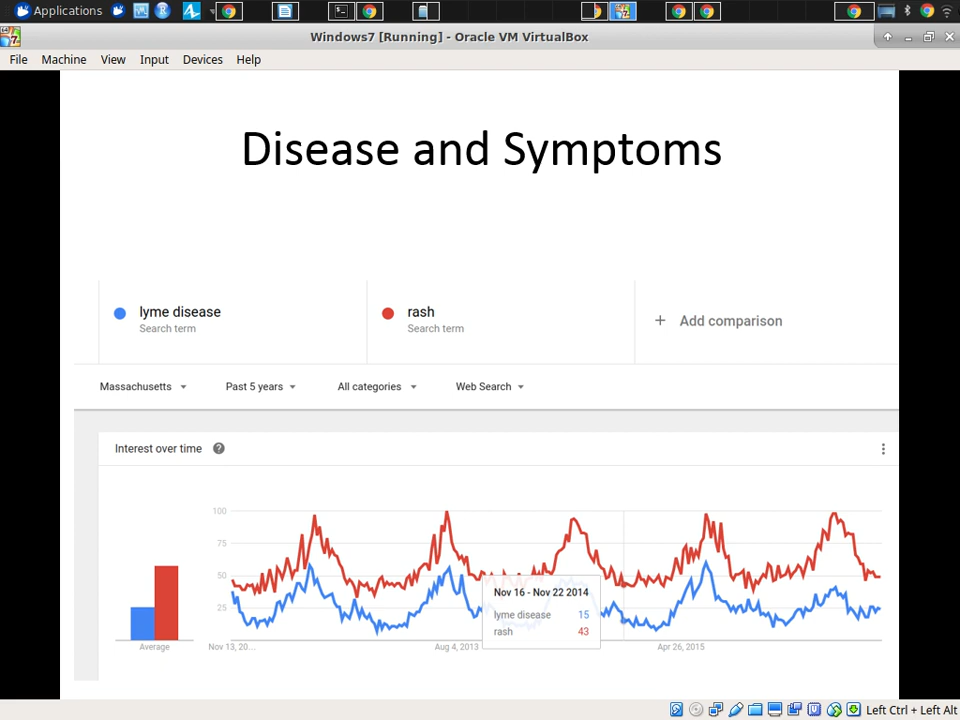 Applications
Windows7 [Running] - Oracle VM VirtualBox
File Machine View Input Devices Help
Disease and Symptoms
lyme disease
Search term
rash
Search term
+ Add comparison
Massachusetts Past 5 years All categories Web Search
Interest over time ?
100
75
50
25
Nov 16 - Nov 22 2014
lyme disease 15
rash 43
Average
Nov 13, 20...
Aug 4, 2013
Apr 26, 2015
Left Ctrl + Left Alt